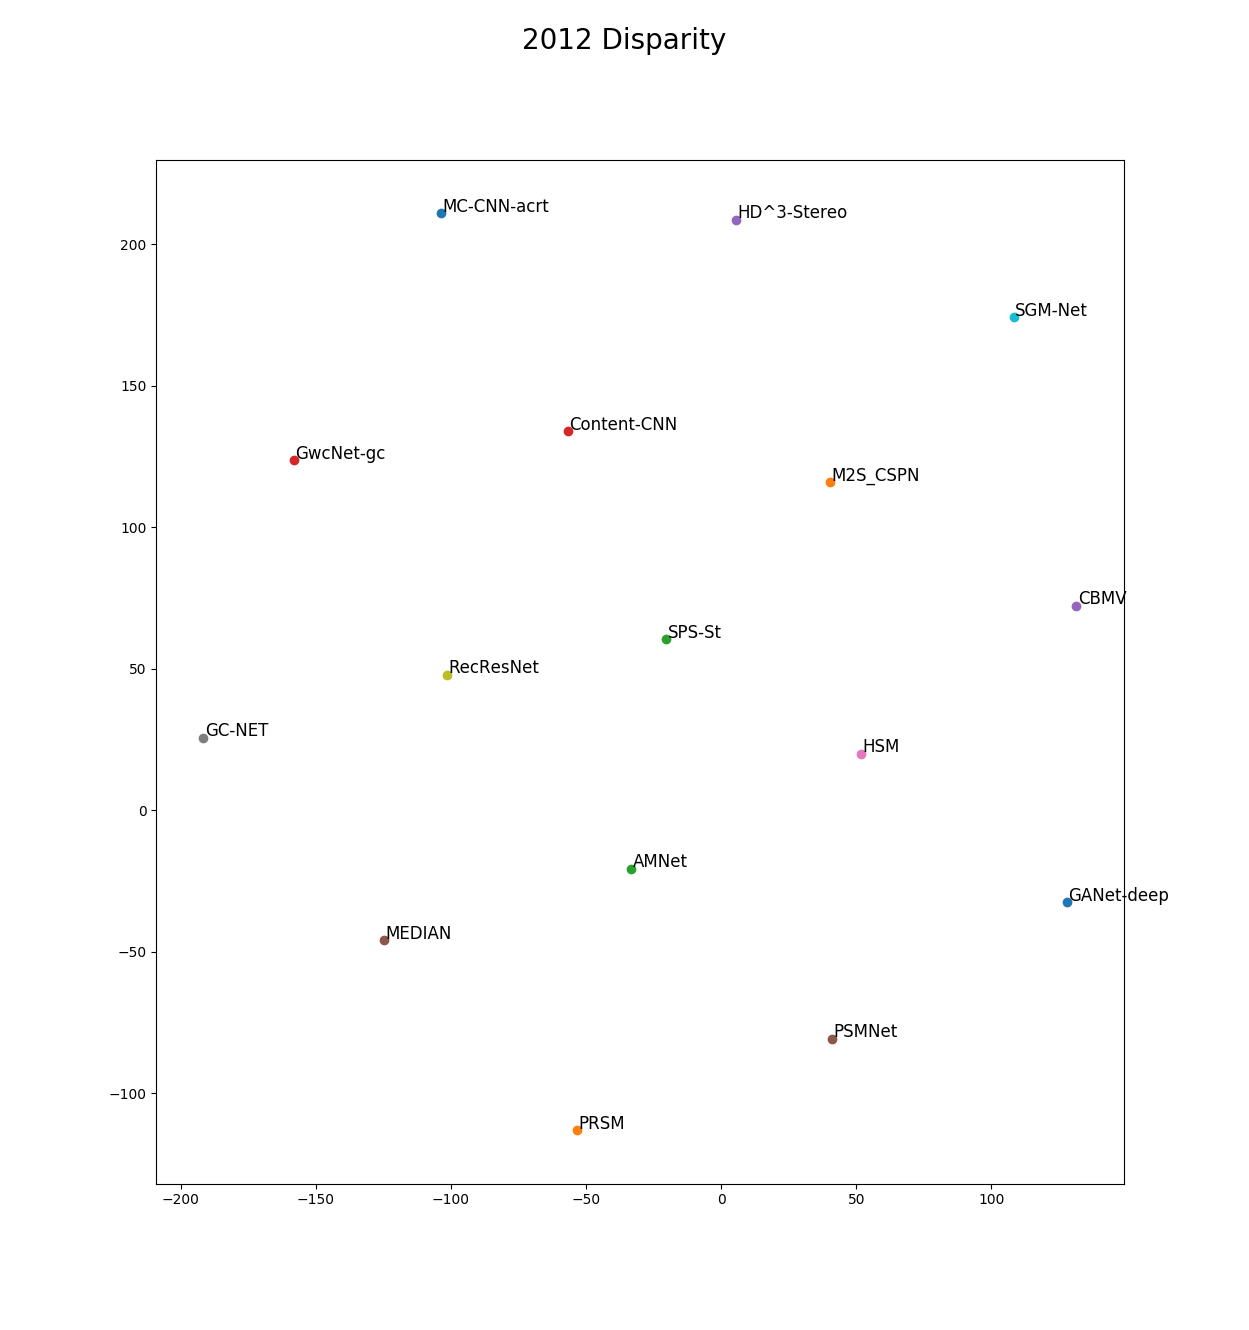 2012 Disparity
MC-CNN-acrt
HD^3-Stereo
200
SGM-Net
150
Content-CNN
GwcNet-gc
M2S_CSPN
100
CBMV
SPS-St
50
RecResNet
GC-NET
HSM
0
AMNet
GANet-deep
MEDIAN
−50
PSMNet
−100
PRSM
−200 −150 −100 −50 0 50 100